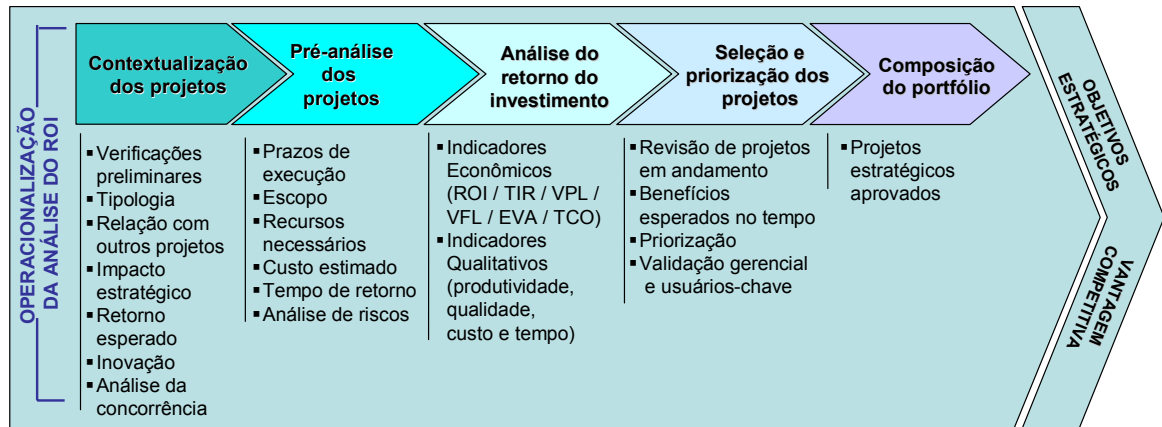 OPERACIONALIZAÇÃO
DA ANÁLISE DO ROI
Contextualização
dos projetos
▪Verificações
preliminares
▪Tipologia
▪Relação com
outros projetos
▪Impacto
estratégico
▪Retorno
esperado
▪Inovação
▪Análise da
concorrência
Pré-análise
dos
projetos
▪Prazos de
execução
▪Escopo
▪Recursos
necessários
▪Custo estimado
▪Tempo de retorno
▪Análise de riscos
Análise do
retorno do
investimento
▪Indicadores
Econômicos
(ROI / TIR / VPL /
VFL / EVA / TCO)
▪Indicadores
Qualitativos
(produtividade,
qualidade,
custo e tempo)
Seleção e
priorização dos
projetos
▪Revisão de projetos
em andamento
▪Benefícios
esperados no tempo
▪Priorização
▪Validação gerencial
e usuários-chave
Composição
do portfólio
▪Projetos
estratégicos
aprovados
OBJETIVOS
ESTRATÉGICOS
VANTAGEM
COMPETITIVA